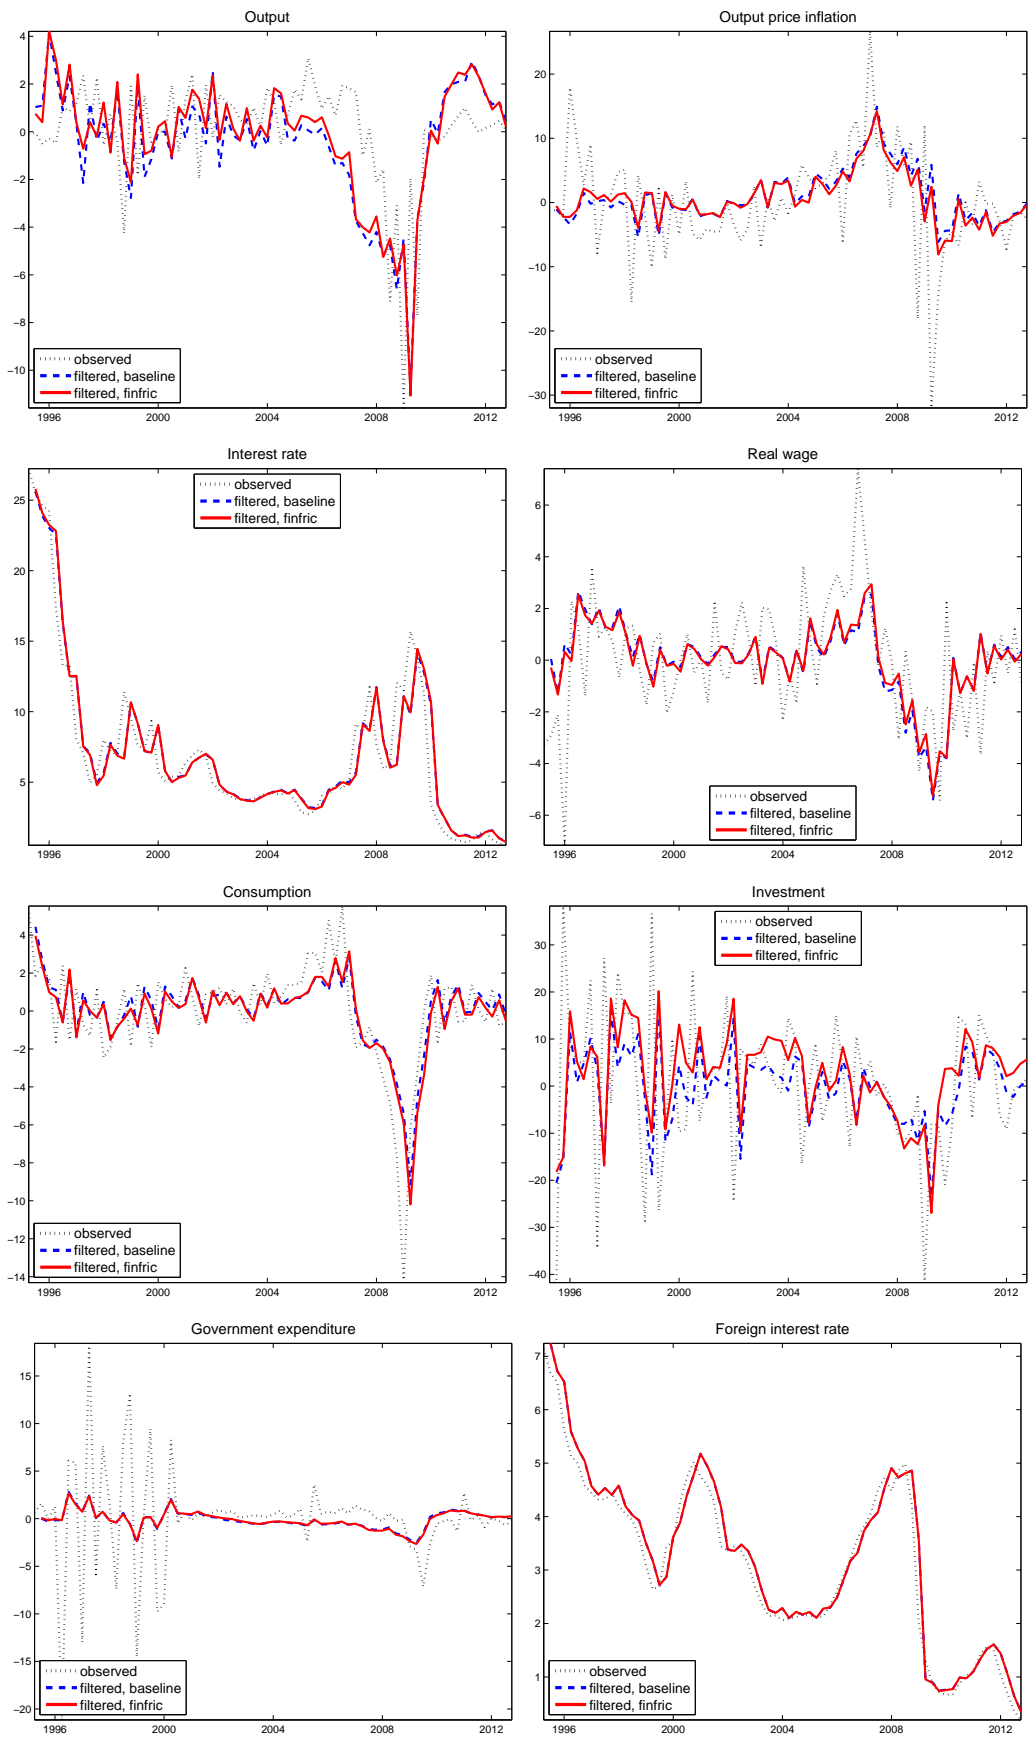 Output
4
2
0
−2
−4
−6
−8
−10
observed
filtered, baseline
filtered, finfric
1996 2000 2004 2008 2012
Output price inflation
20
10
0
−10
−20
−30
observed
filtered, baseline
filtered, finfric
1996 2000 2004 2008 2012
Interest rate
25
20
15
10
5
observed
filtered, baseline
filtered, finfric
1996 2000 2004 2008 2012
Real wage
6
4
2
0
−2
−4
−6
observed
filtered, baseline
filtered, finfric
1996 2000 2004 2008 2012
Consumption
4
2
0
−2
−4
−6
−8
−10
−12
−14
observed
filtered, baseline
filtered, finfric
1996 2000 2004 2008 2012
Investment
30
20
10
0
−10
−20
−30
−40
observed
filtered, baseline
filtered, finfric
1996 2000 2004 2008 2012
Government expenditure
15
10
5
0
−5
−10
−15
−20
observed
filtered, baseline
filtered, finfric
1996 2000 2004 2008 2012
Foreign interest rate
7
6
5
4
3
2
1
observed
filtered, baseline
filtered, finfric
1996 2000 2004 2008 2012